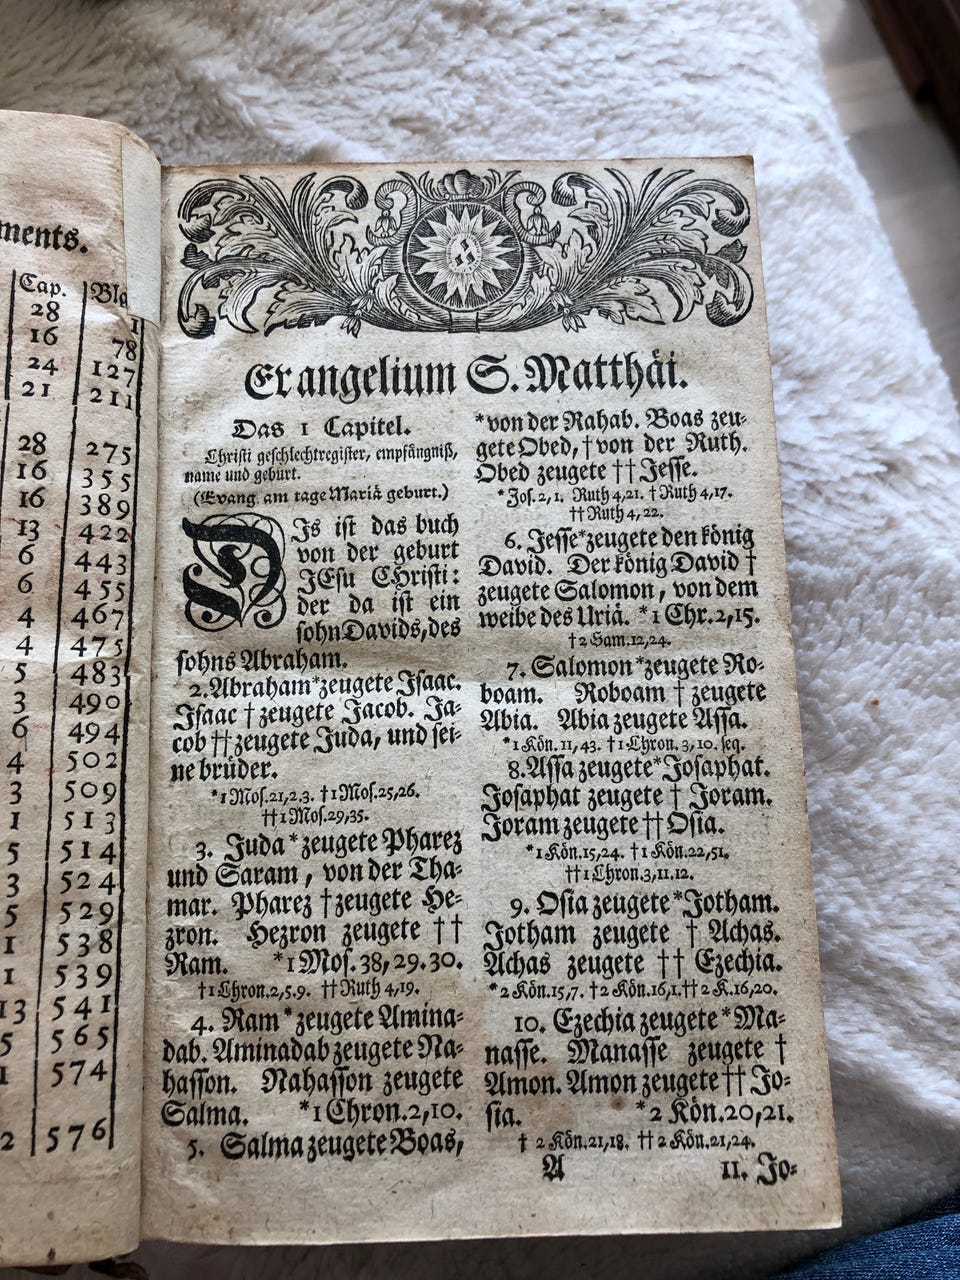 ments.
Cap. | Bla
28 | 1
16 | 78
24 | 127
21 | 211
28 | 275
16 | 355
16 | 389
13 | 422
6 | 443
6 | 455
4 | 467
4 | 475
5 | 483
3 | 490
6 | 494
4 | 502
3 | 509
1 | 513
5 | 514
3 | 524
5 | 529
1 | 538
1 | 539
13 | 541
5 | 565
1 | 574
2 | 576
Evangelium S. Matthäi.
Das 1 Capitel.
Christi geschlechtregister, empfängniß,
name und geburt.
(Evang. am tage Mariä geburt.)
DIs ist das buch
von der geburt
JEsu CHristi:
der da ist ein
sohn Davids, des
sohns Abraham.
2. Abraham *zeugete Isaac.
Isaac † zeugete Jacob. Ja-
cob †† zeugete Juda, und sei-
ne brüder.
*1 Mos. 21, 2. 3. †1 Mos. 25, 26.
†† 1 Mos. 29, 35.
3. Juda * zeugete Pharez
und Saram, von der Tha-
mar. Pharez † zeugete He-
zron. Hezron zeugete ††
Ram. *1 Mos. 38, 29. 30.
†1 Chron. 2, 5. 9. ††Ruth 4, 19.
4. Ram * zeugete Amina-
dab. Aminadab zeugete Na-
hasson. Nahasson zeugete
Salma. *1 Chron. 2, 10.
5. Salma zeugete Boas,
*von der Rahab. Boas zeu-
gete Obed, † von der Ruth.
Obed zeugete †† Jesse.
*Jos. 2, 1. Ruth 4, 21. † Ruth 4, 17.
†† Ruth 4, 22.
6. Jesse *zeugete den könig
David. Der könig David †
zeugete Salomon, von dem
weibe des Uriä. *1 Chr. 2, 15.
†2 Sam. 12, 24.
7. Salomon *zeugete Ro-
boam. Roboam † zeugete
Abia. Abia zeugete Assa.
*1 Kön. 11, 43. †1 Chron. 3, 10. seq.
8. Assa zeugete *Josaphat.
Josaphat zeugete † Joram.
Joram zeugete †† Osia.
*1 Kön. 15, 24. †1 Kön. 22, 51.
††1 Chron. 3, 11. 12.
9. Osia zeugete *Jotham.
Jotham zeugete † Achas.
Achas zeugete †† Ezechia.
*2 Kön. 15, 7. †2 Kön. 16, 1. ††2 K. 16, 20.
10. Ezechia zeugete *Ma-
nasse. Manasse zeugete †
Amon. Amon zeugete †† Jo-
sia. *2 Kön. 20, 21.
† 2 Kön. 21, 18. †† 2 Kön. 21, 24.
A 11. Jo-